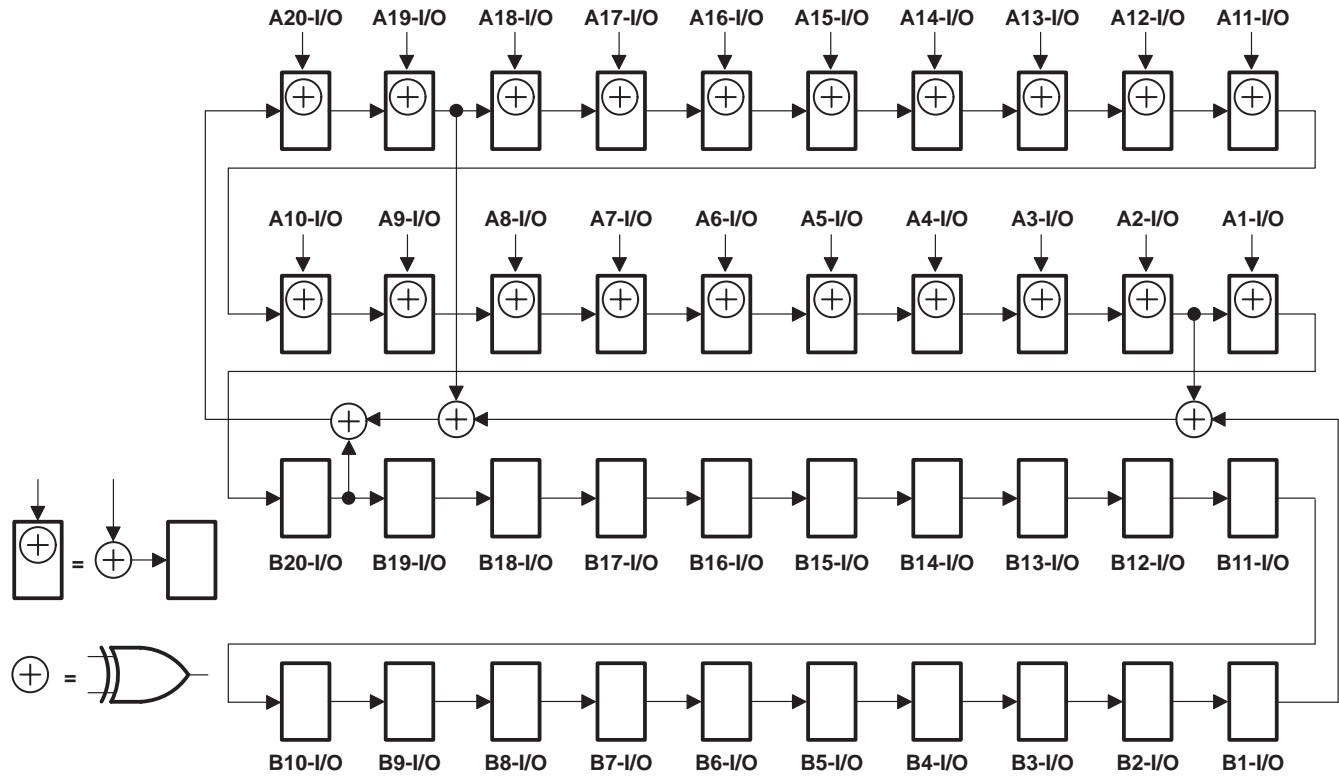 A20-I/O A19-I/O A18-I/O A17-I/O A16-I/O A15-I/O A14-I/O A13-I/O A12-I/O A11-I/O
A10-I/O A9-I/O A8-I/O A7-I/O A6-I/O A5-I/O A4-I/O A3-I/O A2-I/O A1-I/O
B20-I/O B19-I/O B18-I/O B17-I/O B16-I/O B15-I/O B14-I/O B13-I/O B12-I/O B11-I/O
=
=
B10-I/O B9-I/O B8-I/O B7-I/O B6-I/O B5-I/O B4-I/O B3-I/O B2-I/O B1-I/O